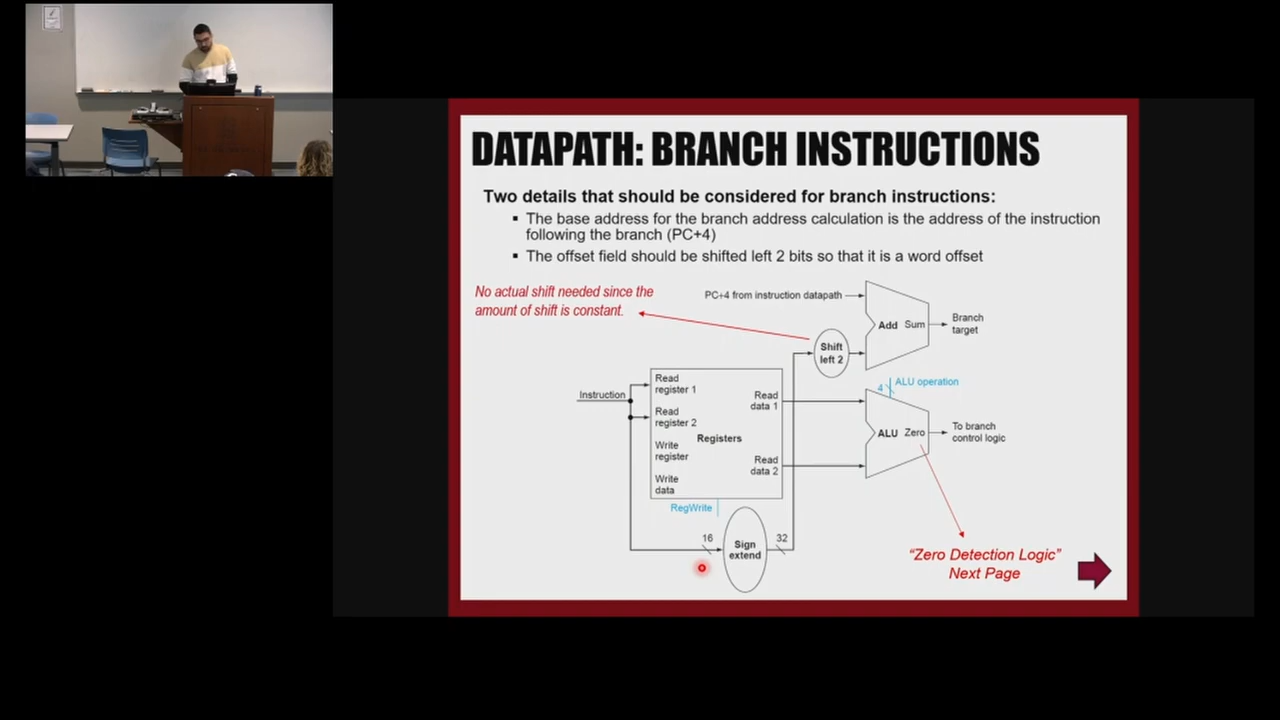 DATAPATH: BRANCH INSTRUCTIONS
Two details that should be considered for branch instructions:
▪ The base address for the branch address calculation is the address of the instruction
following the branch (PC+4)
▪ The offset field should be shifted left 2 bits so that it is a word offset
No actual shift needed since the
amount of shift is constant.
PC+4 from instruction datapath
Add Sum
Branch
target
Shift
left 2
4
ALU operation
Instruction
Read
register 1
Read
register 2
Write
register
Write
data
Registers
Read
data 1
Read
data 2
ALU Zero
To branch
control logic
RegWrite
16
Sign
extend
32
“Zero Detection Logic”
Next Page